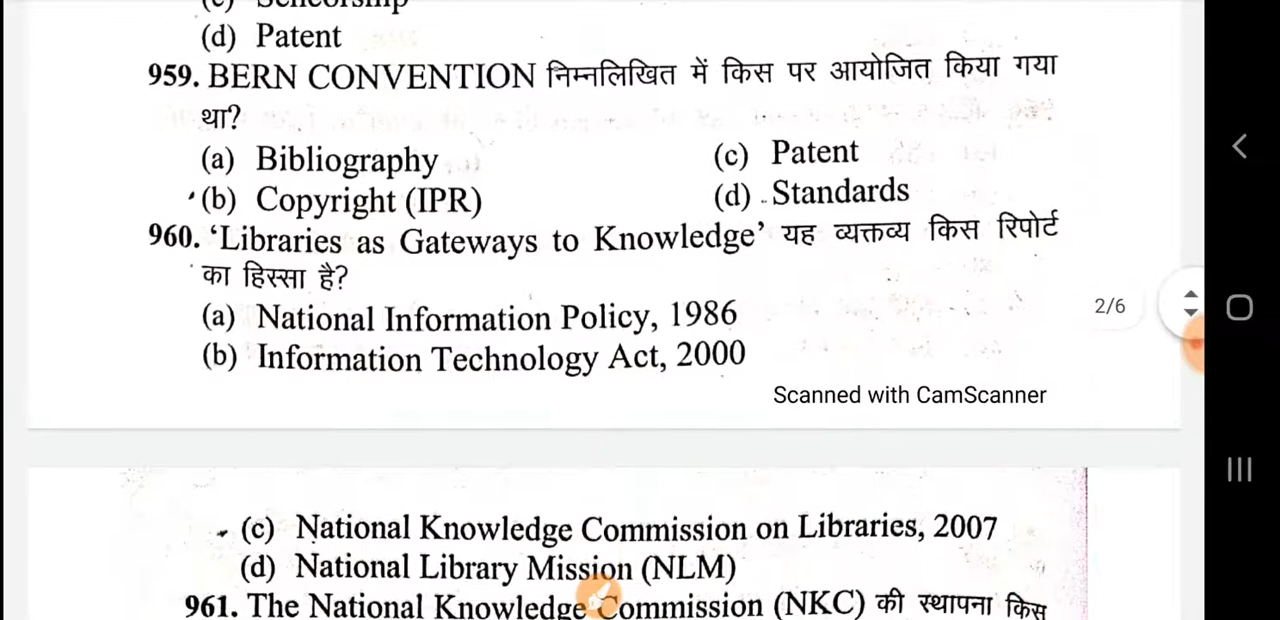 (c) Sencorship
(d) Patent
959. BERN CONVENTION निम्नलिखित में किस पर आयोजित किया गया
था?
(a) Bibliography
(c) Patent
(b) Copyright (IPR)
(d) Standards
960. ‘Libraries as Gateways to Knowledge’ यह व्यक्तव्य किस रिपोर्ट
का हिस्सा है?
(a) National Information Policy, 1986
(b) Information Technology Act, 2000
2/6
Scanned with CamScanner
(c) National Knowledge Commission on Libraries, 2007
(d) National Library Mission (NLM)
961. The National Knowledge Commission (NKC) की स्थापना किस